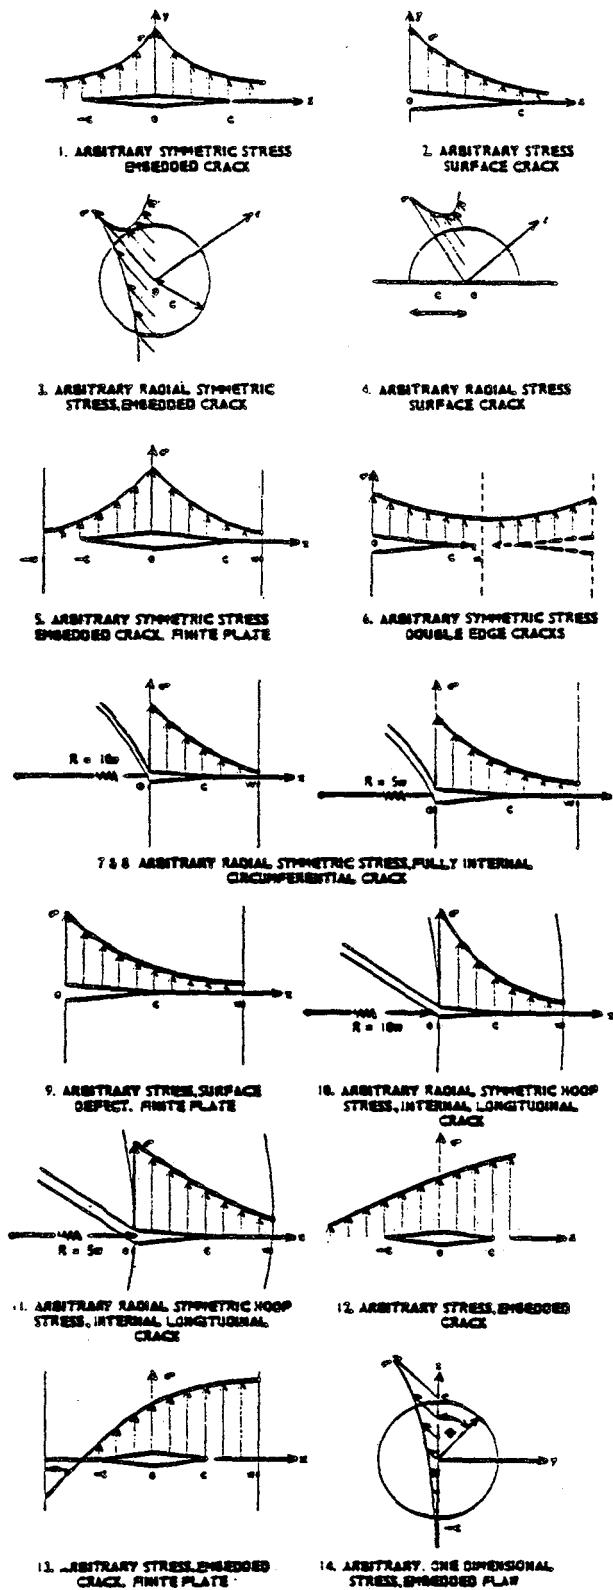 y
σ
x
-c
o
c
1. ARBITRARY SYMMETRIC STRESS
EMBEDDED CRACK
y
σ
o
c
x
2. ARBITRARY STRESS
SURFACE CRACK
σ
r
o
c
3. ARBITRARY RADIAL SYMMETRIC
STRESS, EMBEDDED CRACK
σ
r
c
o
4. ARBITRARY RADIAL STRESS
SURFACE CRACK
σ
x
-c
o
c
w
5. ARBITRARY SYMMETRIC STRESS
EMBEDDED CRACK, FINITE PLATE
σ
o
c
w
6. ARBITRARY SYMMETRIC STRESS
DOUBLE EDGE CRACKS
σ
R = 10w
o
c
w
x
σ
R = 5w
o
c
w
x
7 & 8 ARBITRARY RADIAL SYMMETRIC STRESS, FULLY INTERNAL
CIRCUMFERENTIAL CRACK
σ
o
c
w
x
9. ARBITRARY STRESS, SURFACE
DEFECT, FINITE PLATE
σ
R = 10w
o
c
w
x
10. ARBITRARY RADIAL SYMMETRIC HOOP
STRESS, INTERNAL LONGITUDINAL
CRACK
σ
R = 5w
o
c
w
x
11. ARBITRARY RADIAL SYMMETRIC HOOP
STRESS, INTERNAL LONGITUDINAL
CRACK
σ
-c
o
c
x
12. ARBITRARY STRESS, EMBEDDED
CRACK
σ
-c
o
c
w
x
13. ARBITRARY STRESS, EMBEDDED
CRACK, FINITE PLATE
σ
x
c
Φ
y
-c
14. ARBITRARY, ONE DIMENSIONAL
STRESS, EMBEDDED FLAW